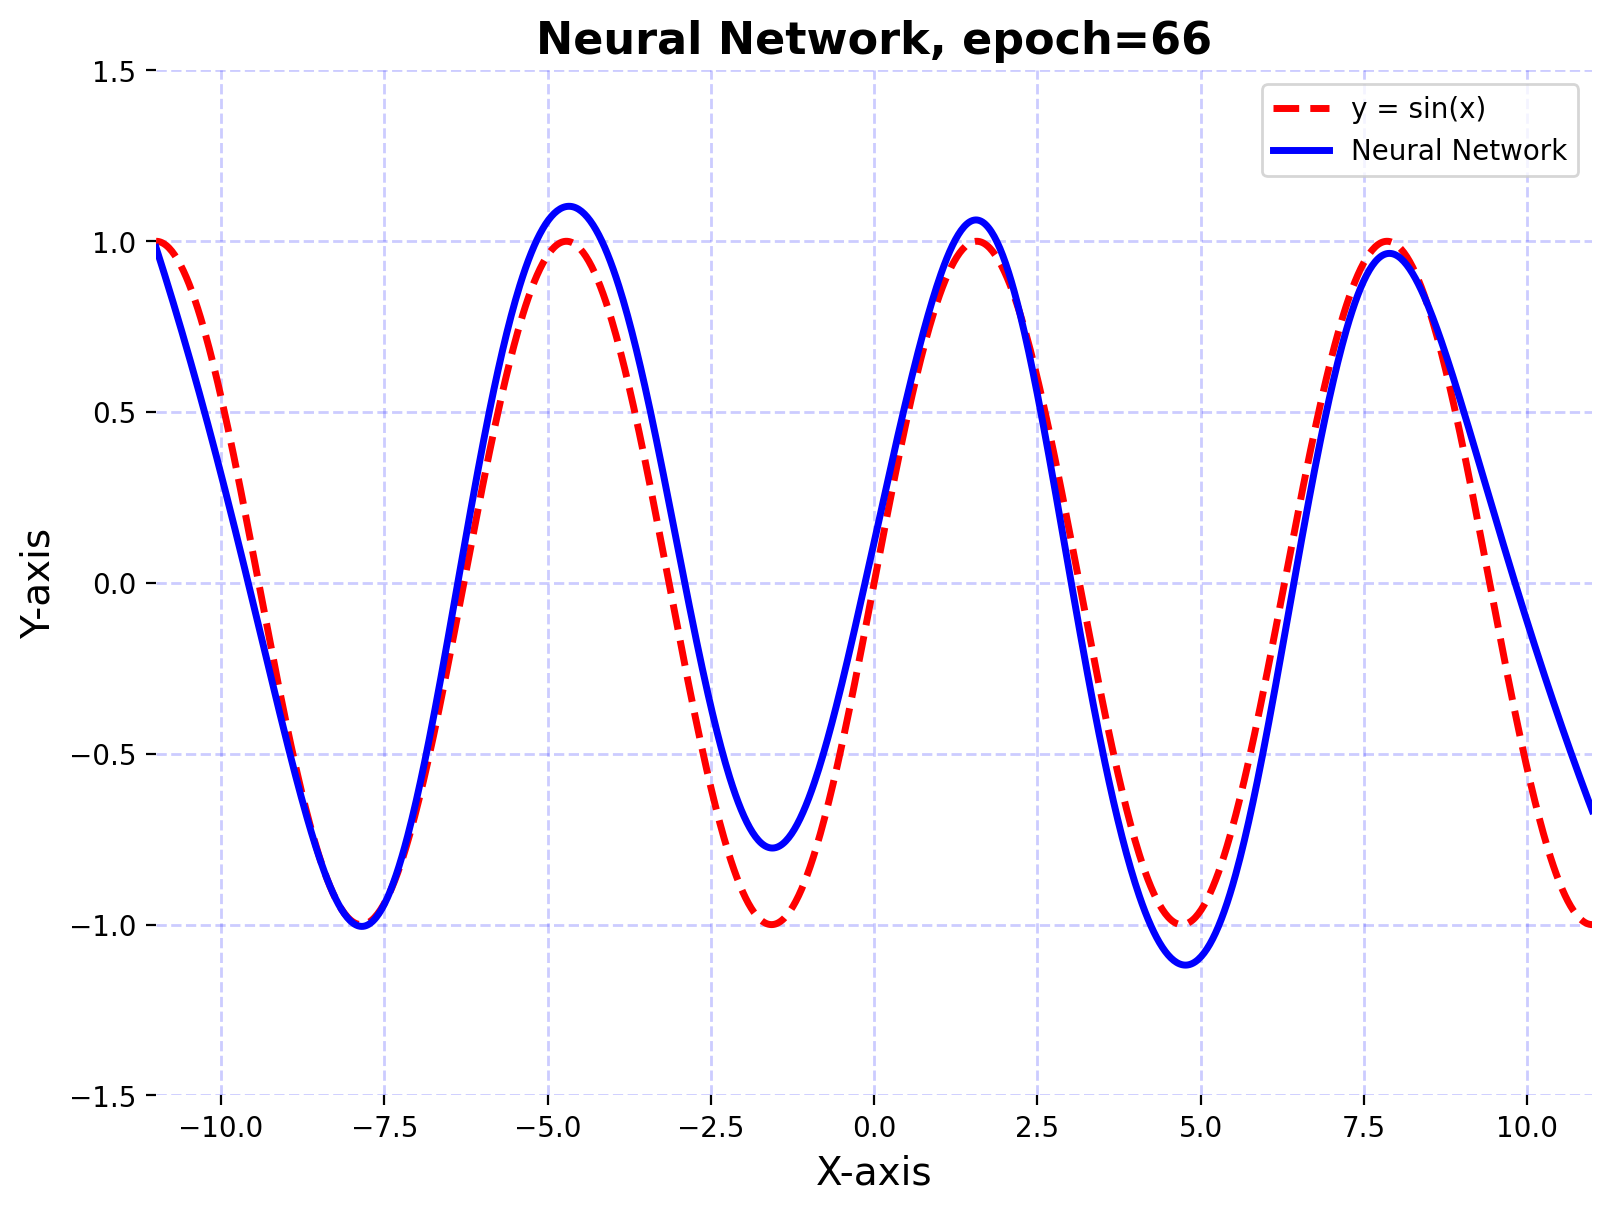 Neural Network, epoch=66
y = sin(x)
Neural Network
1.5
1.0
0.5
0.0
−0.5
−1.0
−1.5
Y-axis
−10.0 −7.5 −5.0 −2.5 0.0 2.5 5.0 7.5 10.0
X-axis